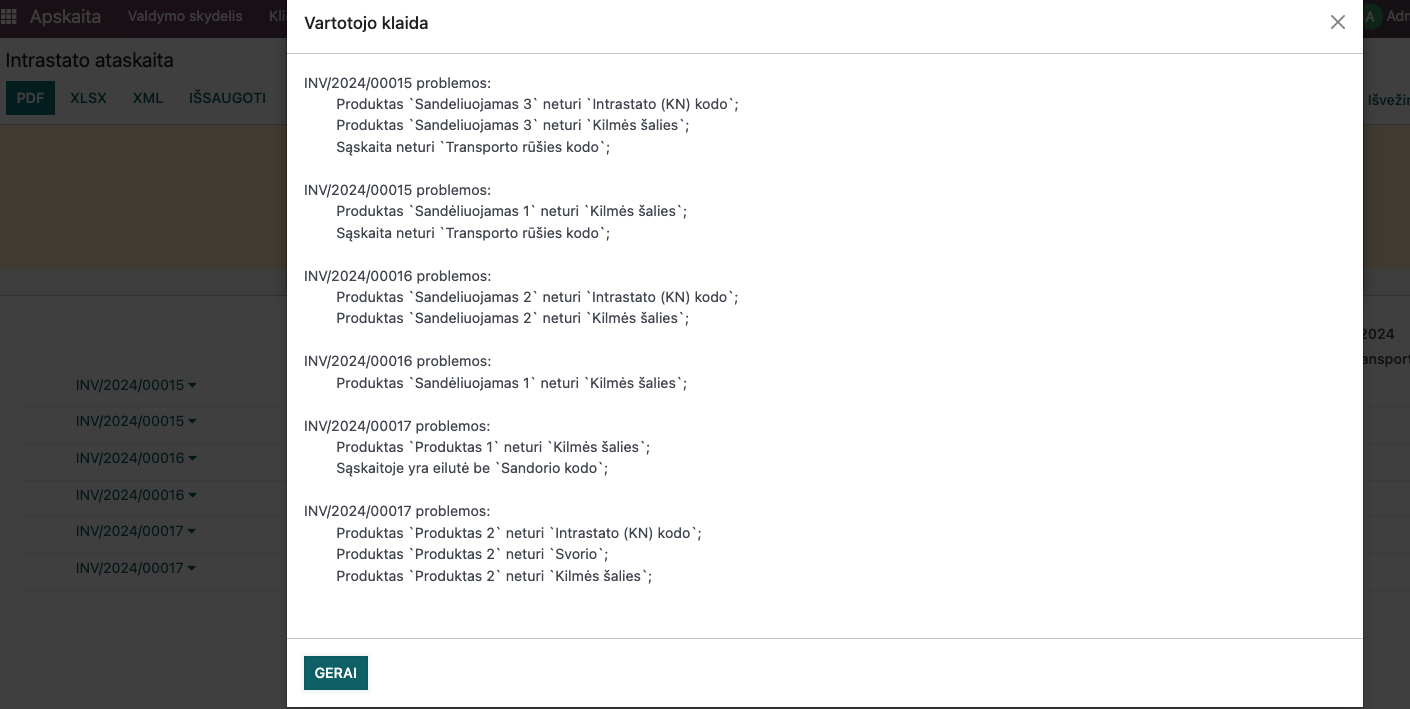 Apskaita
Valdymo skydelis
Vartotojo klaida
A
Intrastato ataskaita
PDF
XLSX
XML
IŠSAUGOTI
INV/2024/00015 problemos:
Produktas `Sandeliuojamas 3` neturi `Intrastato (KN) kodo`;
Produktas `Sandeliuojamas 3` neturi `Kilmės šalies`;
Sąskaita neturi `Transporto rūšies kodo`;
INV/2024/00015 problemos:
Produktas `Sandėliuojamas 1` neturi `Kilmės šalies`;
Sąskaita neturi `Transporto rūšies kodo`;
INV/2024/00016 problemos:
Produktas `Sandeliuojamas 2` neturi `Intrastato (KN) kodo`;
Produktas `Sandeliuojamas 2` neturi `Kilmės šalies`;
INV/2024/00016 problemos:
Produktas `Sandėliuojamas 1` neturi `Kilmės šalies`;
INV/2024/00017 problemos:
Produktas `Produktas 1` neturi `Kilmės šalies`;
Sąskaitoje yra eilutė be `Sandorio kodo`;
INV/2024/00017 problemos:
Produktas `Produktas 2` neturi `Intrastato (KN) kodo`;
Produktas `Produktas 2` neturi `Svorio`;
Produktas `Produktas 2` neturi `Kilmės šalies`;
GERAI
2024
INV/2024/00015
INV/2024/00015
INV/2024/00016
INV/2024/00016
INV/2024/00017
INV/2024/00017